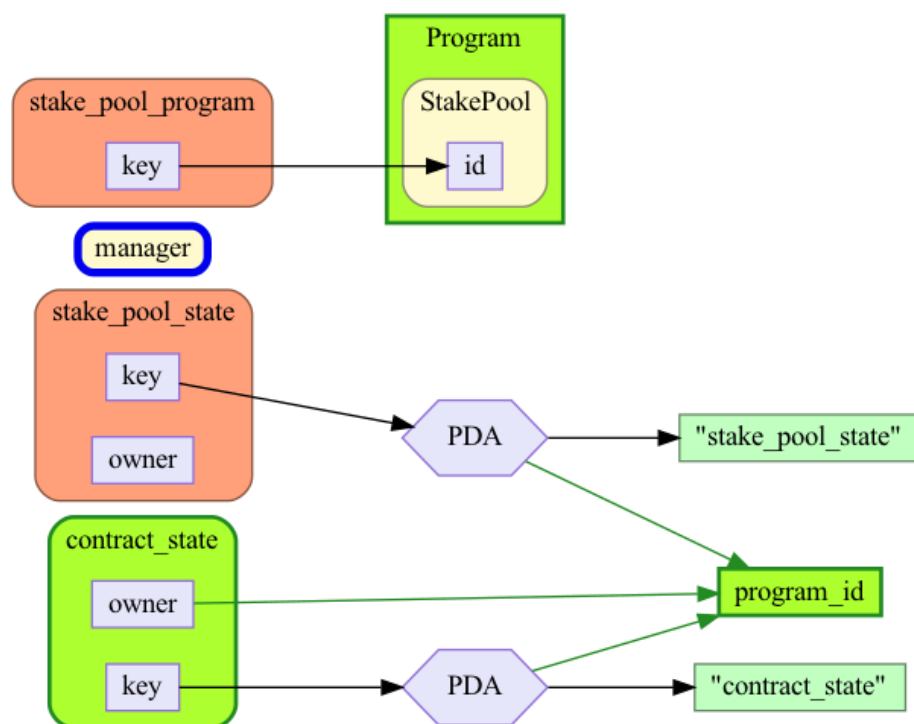 Program
stake_pool_program
StakePool
key
id
manager
stake_pool_state
key
PDA
"stake_pool_state"
owner
contract_state
owner
program_id
key
PDA
"contract_state"